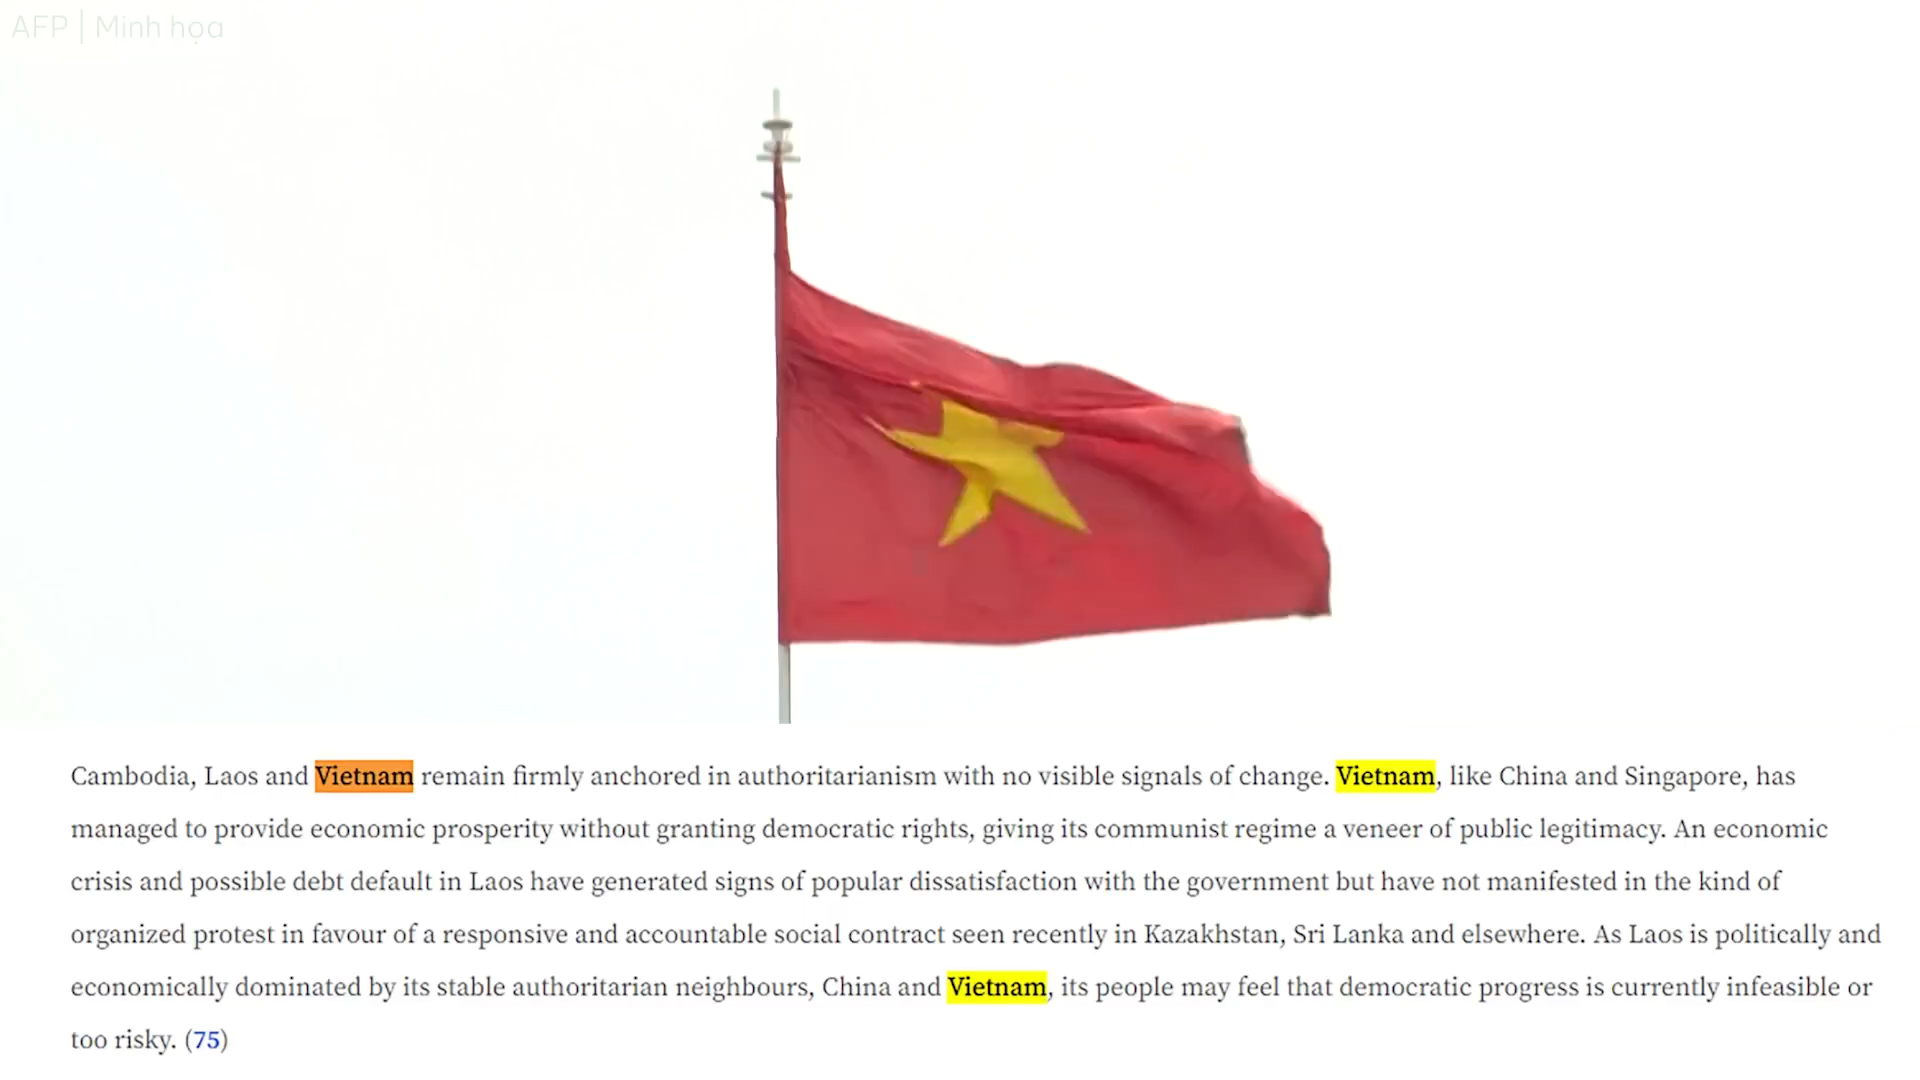 AFP | Minh họa
Cambodia, Laos and Vietnam remain firmly anchored in authoritarianism with no visible signals of change. Vietnam, like China and Singapore, has
managed to provide economic prosperity without granting democratic rights, giving its communist regime a veneer of public legitimacy. An economic
crisis and possible debt default in Laos have generated signs of popular dissatisfaction with the government but have not manifested in the kind of
organized protest in favour of a responsive and accountable social contract seen recently in Kazakhstan, Sri Lanka and elsewhere. As Laos is politically and
economically dominated by its stable authoritarian neighbours, China and Vietnam, its people may feel that democratic progress is currently infeasible or
too risky. (75)